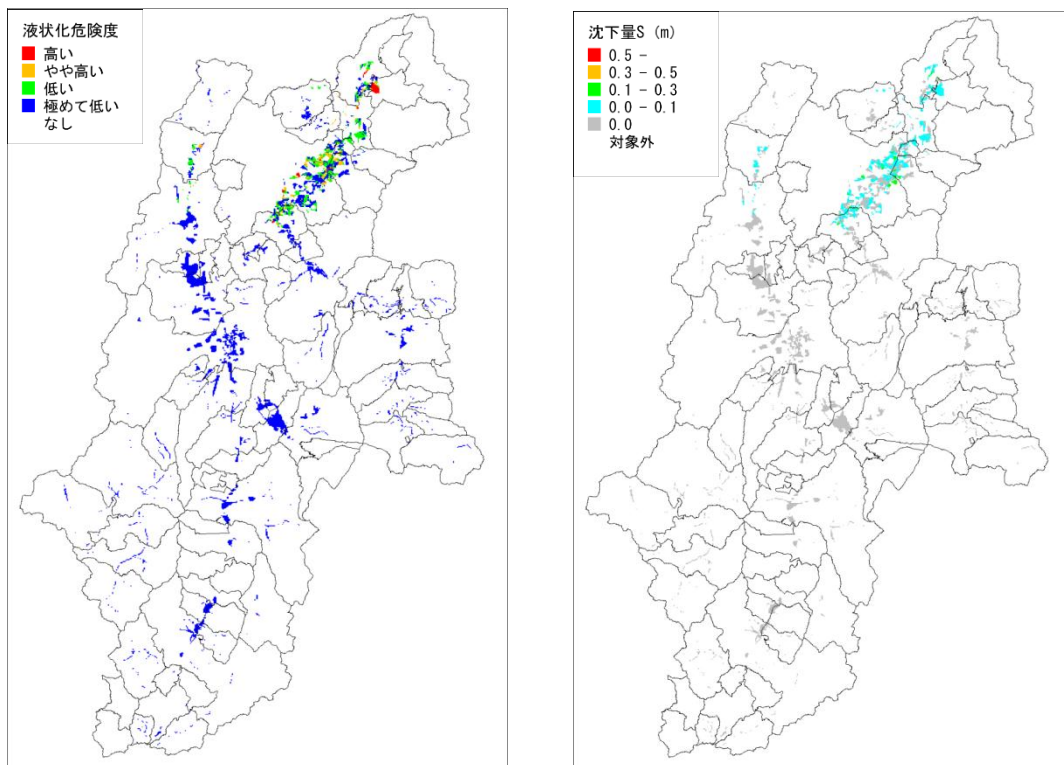 液状化危険度
高い
やや高い
低い
極めて低い
なし
沈下量S (m)
0.5 -
0.3 - 0.5
0.1 - 0.3
0.0 - 0.1
0.0
対象外